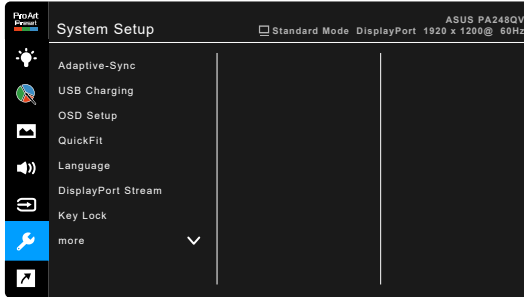 ProArt
Preset
System Setup
ASUS PA248QV
Standard Mode DisplayPort 1920 x 1200@ 60Hz
Adaptive-Sync
USB Charging
OSD Setup
QuickFit
Language
DisplayPort Stream
Key Lock
more